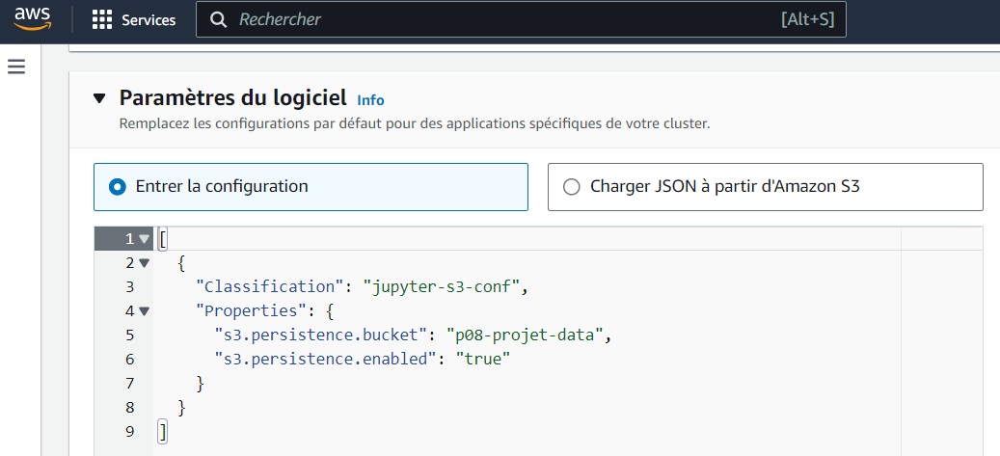 aws Services Rechercher [Alt+S]
Paramètres du logiciel Info
Remplacez les configurations par défaut pour des applications spécifiques de votre cluster.
Entrer la configuration Charger JSON à partir d'Amazon S3
1 [
2 {
3 "Classification": "jupyter-s3-conf",
4 "Properties": {
5 "s3.persistence.bucket": "p08-projet-data",
6 "s3.persistence.enabled": "true"
7 }
8 }
9 ]